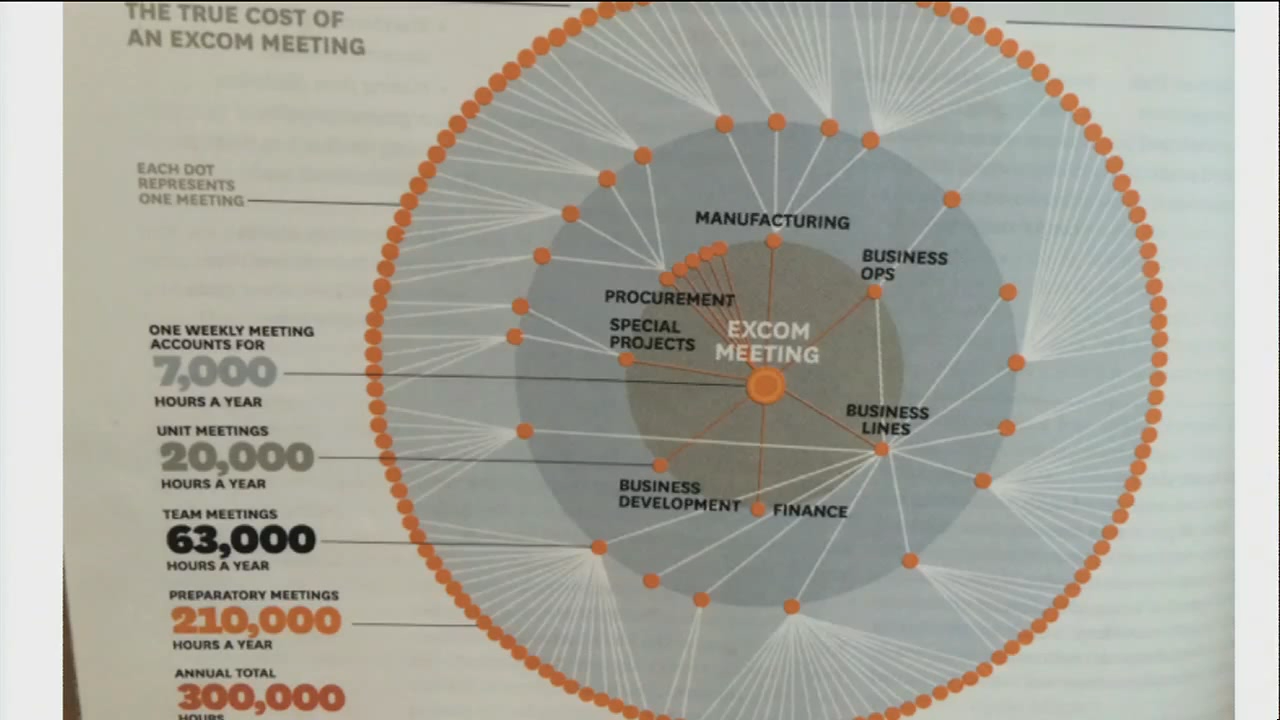 THE TRUE COST OF
AN EXCOM MEETING
EACH DOT
REPRESENTS
ONE MEETING
ONE WEEKLY MEETING
ACCOUNTS FOR
7,000
HOURS A YEAR
UNIT MEETINGS
20,000
HOURS A YEAR
TEAM MEETINGS
63,000
HOURS A YEAR
PREPARATORY MEETINGS
210,000
HOURS A YEAR
ANNUAL TOTAL
300,000
HOURS
MANUFACTURING
BUSINESS
OPS
PROCUREMENT
SPECIAL
PROJECTS
EXCOM
MEETING
BUSINESS
LINES
BUSINESS
DEVELOPMENT
FINANCE